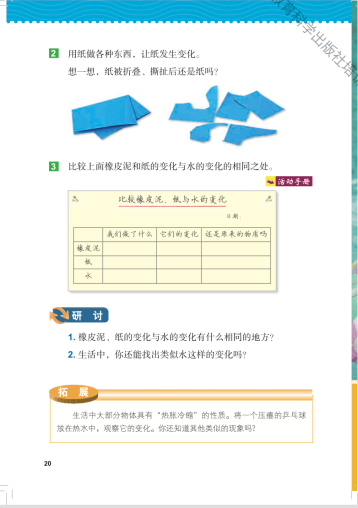 教育科学出版社
2 用纸做各种东西，让纸发生变化。
想一想，纸被折叠、撕扯后还是纸吗？
3 比较上面橡皮泥和纸的变化与水的变化的相同之处。
活动手册
比较橡皮泥、纸与水的变化
日期：
我们做了什么 它们的变化 还是原来的物质吗
橡皮泥
纸
水
研 讨
1. 橡皮泥、纸的变化与水的变化有什么相同的地方？
2. 生活中，你还能找出类似水这样的变化吗？
拓 展
生活中大部分物体具有“热胀冷缩”的性质。将一个压瘪的乒乓球
放在热水中，观察它的变化。你还知道其他类似的现象吗？
20